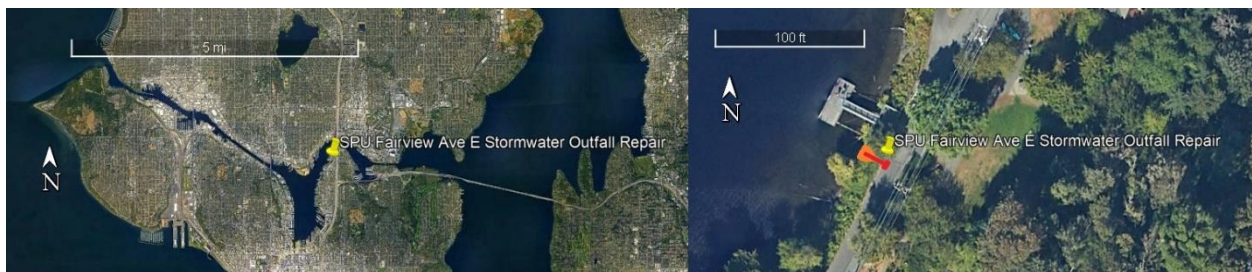 5 mi
SPU Fairview Ave E Stormwater Outfall Repair
N
100 ft
N
SPU Fairview Ave E Stormwater Outfall Repair